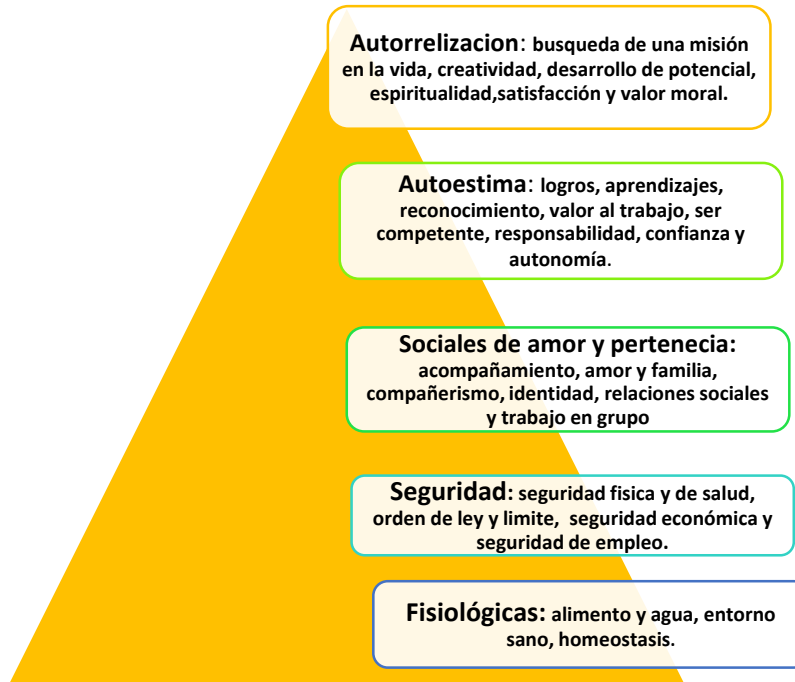 Autorrelizacion: busqueda de una misión
en la vida, creatividad, desarrollo de potencial,
espiritualidad,satisfacción y valor moral.
Autoestima: logros, aprendizajes,
reconocimiento, valor al trabajo, ser
competente, responsabilidad, confianza y
autonomía.
Sociales de amor y pertenecia:
acompañamiento, amor y familia,
compañerismo, identidad, relaciones sociales
y trabajo en grupo
Seguridad: seguridad fisica y de salud,
orden de ley y limite, seguridad económica y
seguridad de empleo.
Fisiológicas: alimento y agua, entorno
sano, homeostasis.